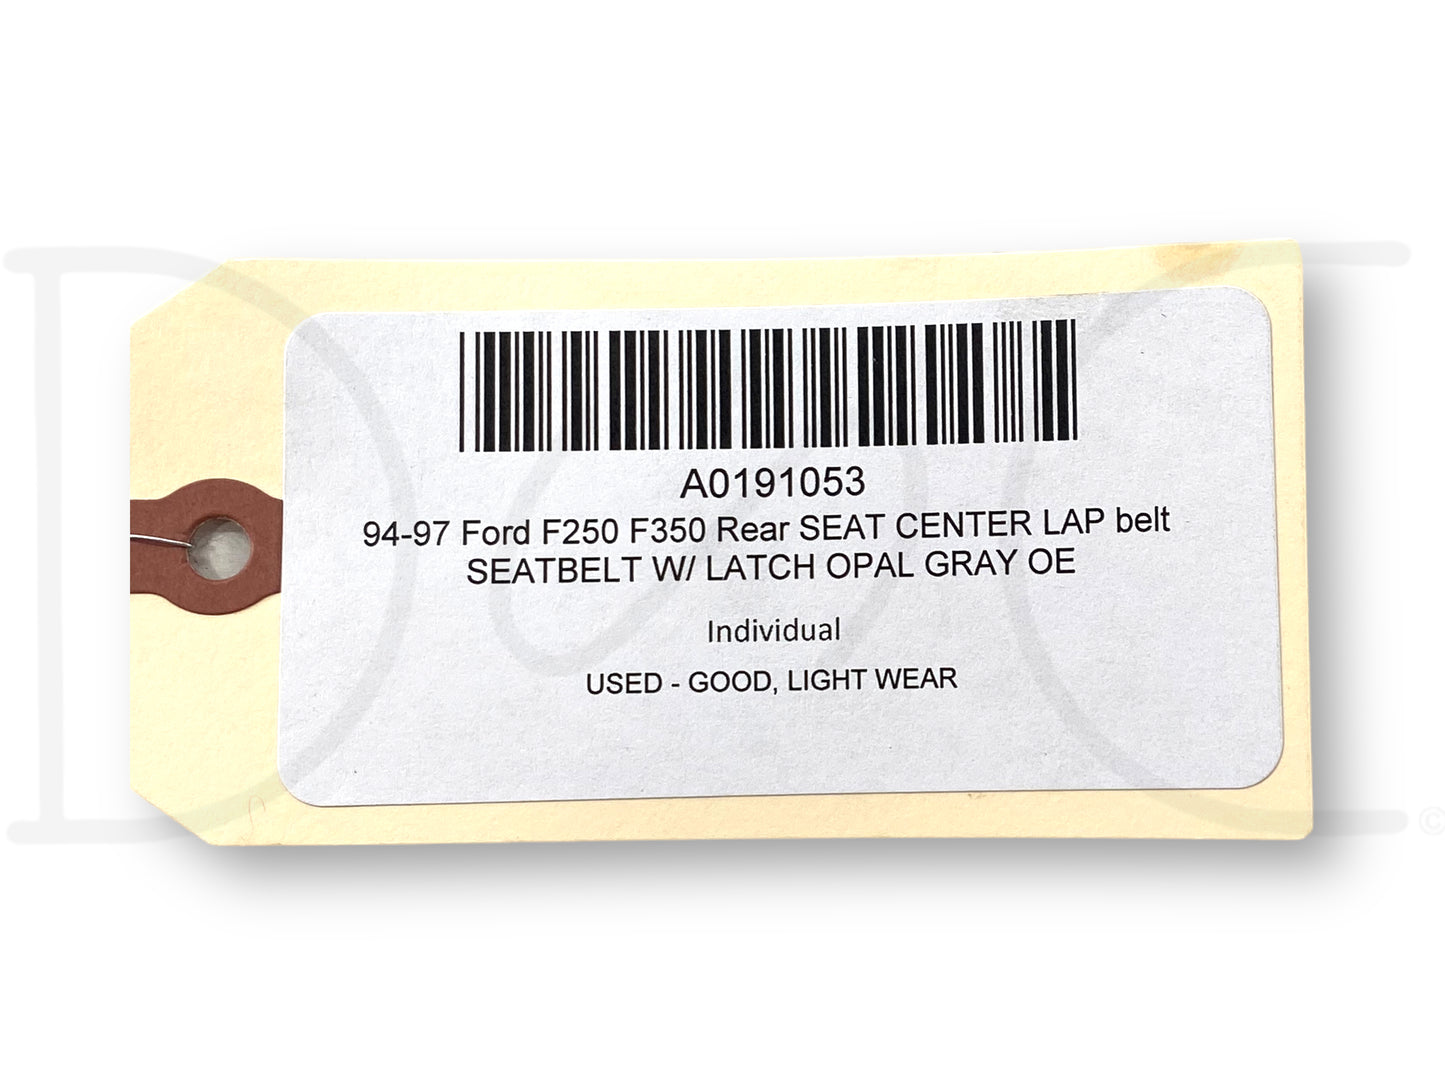 A0191053
94-97 Ford F250 F350 Rear SEAT CENTER LAP belt
SEATBELT W/ LATCH OPAL GRAY OE
Individual
USED - GOOD, LIGHT WEAR
©